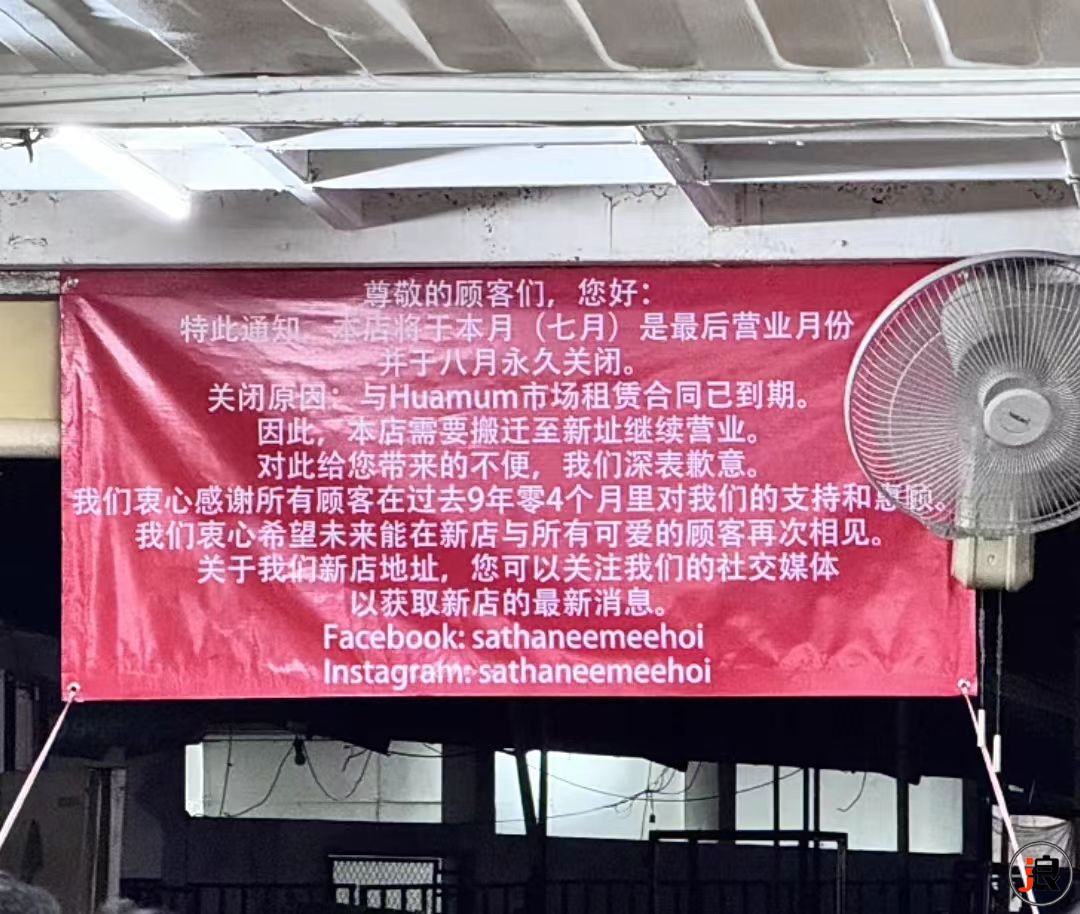 尊敬的顾客们，您好：
特此通知，本店将于本月（七月）是最后营业月份
并于八月永久关闭。
关闭原因：与Huamum市场租赁合同已到期。
因此，本店需要搬迁至新址继续营业。
对此给您带来的不便，我们深表歉意。
我们衷心感谢所有顾客在过去9年零4个月里对我们的支持和惠顾。
我们衷心希望未来能在新店与所有可爱的顾客再次相见。
关于我们新店地址，您可以关注我们的社交媒体
以获取新店的最新消息。
Facebook: sathaneemeehoi
Instagram: sathaneemeehoi